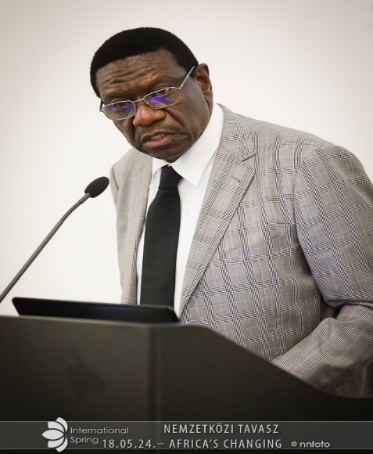 International
Spring
NEMZETKÖZI TAVASZ
18.05.24. – AFRICA'S CHANGING
© nnfoto